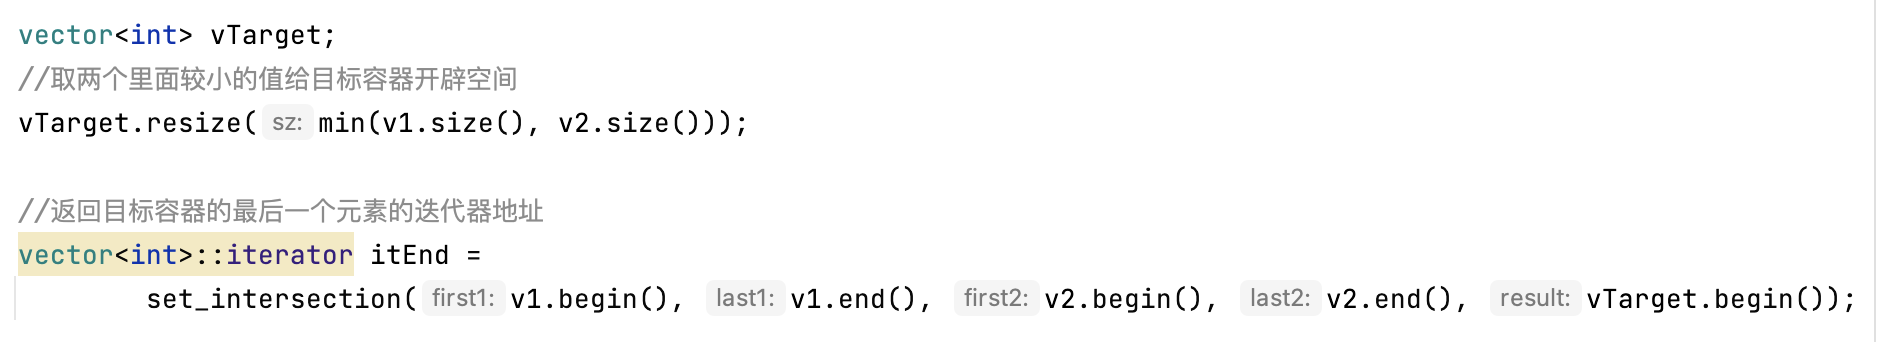 vector<int> vTarget;
//取两个里面较小的值给目标容器开辟空间
vTarget.resize( sz: min(v1.size(), v2.size()));
//返回目标容器的最后一个元素的迭代器地址
vector<int>::iterator itEnd =
set_intersection( first1: v1.begin(), last1: v1.end(), first2: v2.begin(), last2: v2.end(), result: vTarget.begin());